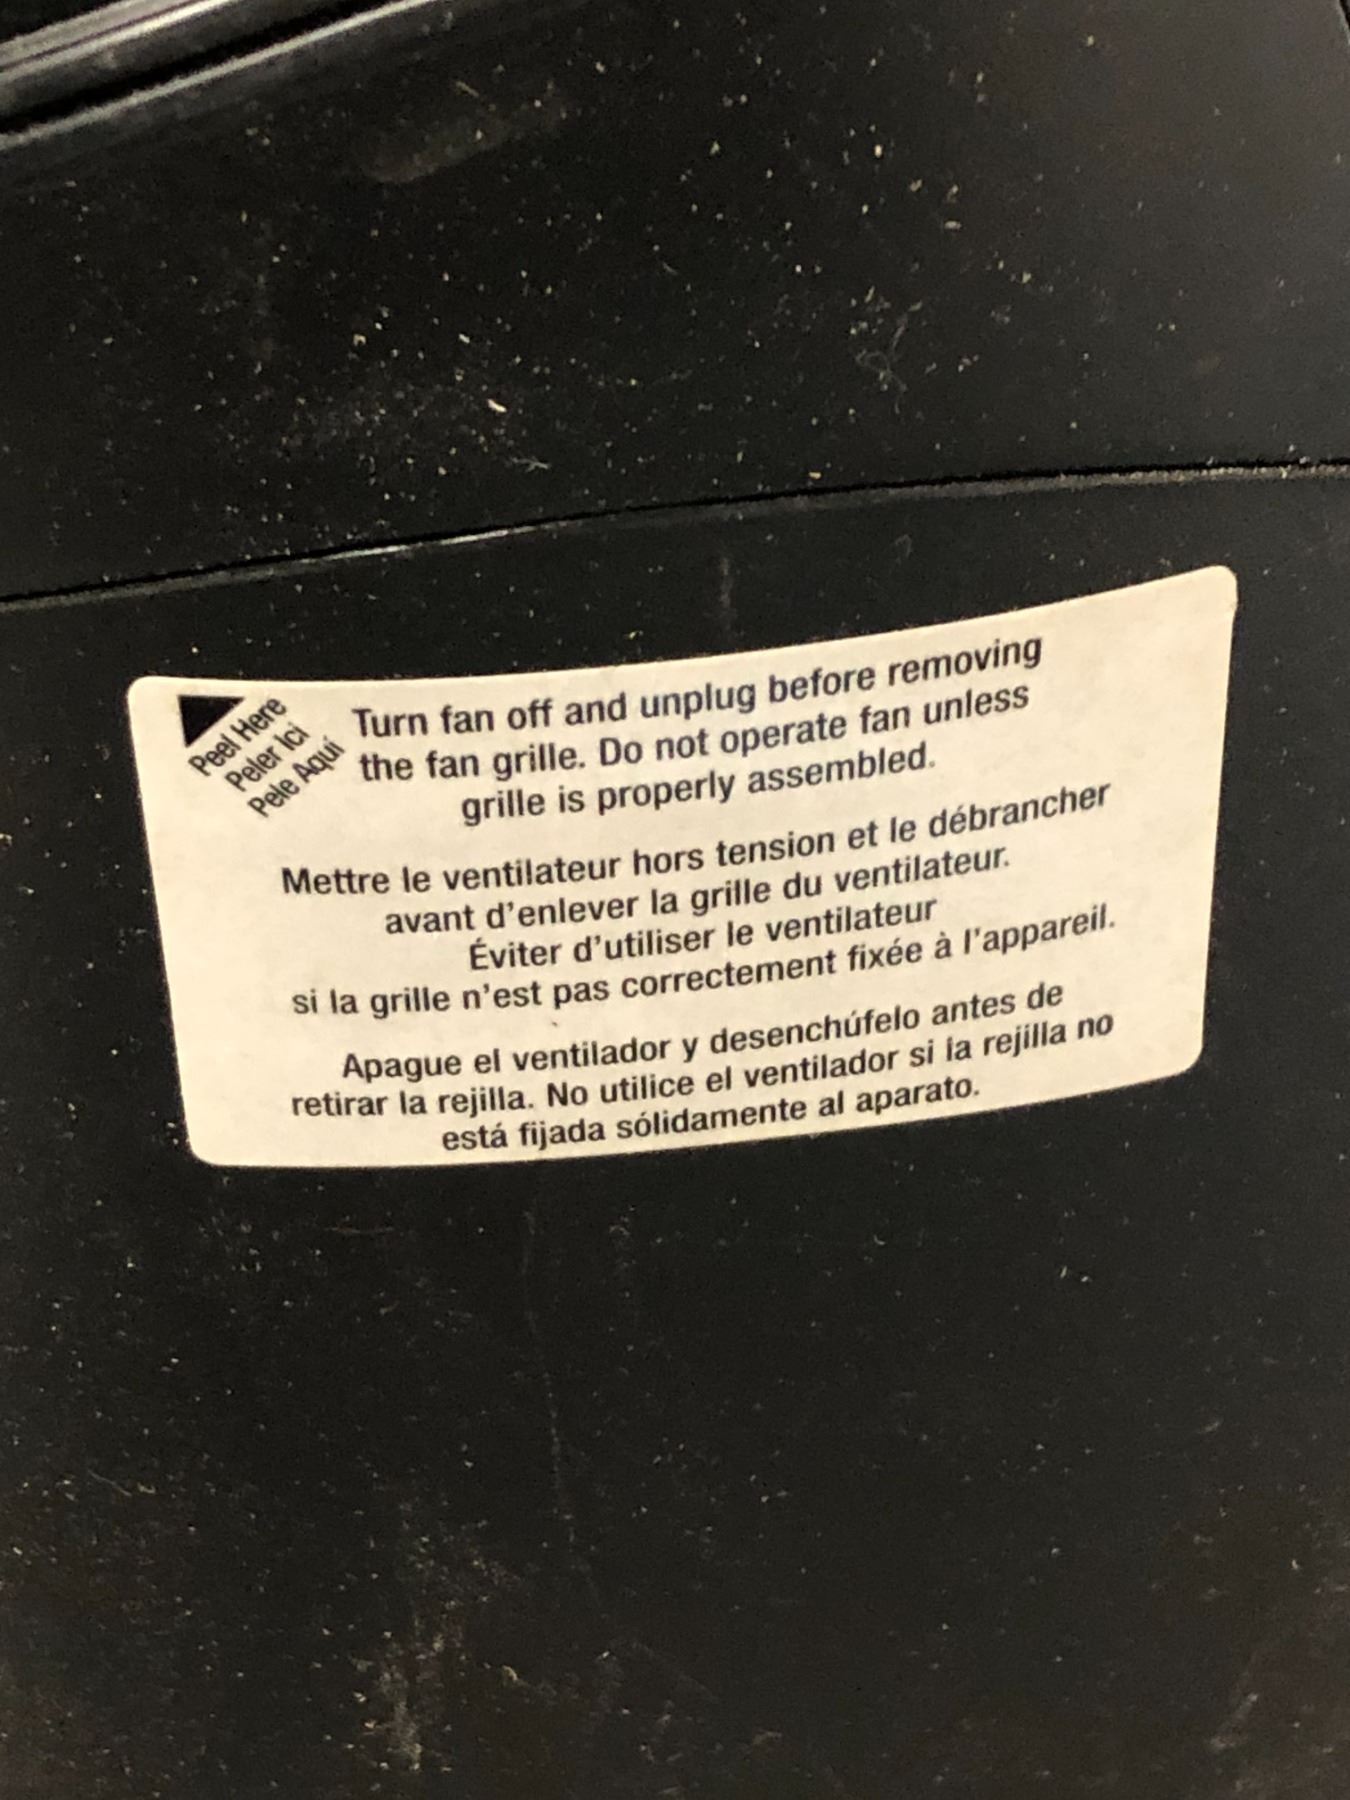 Peel Here
Peler Ici
Pele Aquí
Turn fan off and unplug before removing
the fan grille. Do not operate fan unless
grille is properly assembled.
Mettre le ventilateur hors tension et le débrancher
avant d'enlever la grille du ventilateur.
Éviter d'utiliser le ventilateur
si la grille n'est pas correctement fixée à l'appareil.
Apague el ventilador y desenchúfelo antes de
retirar la rejilla. No utilice el ventilador si la rejilla no
está fijada sólidamente al aparato.